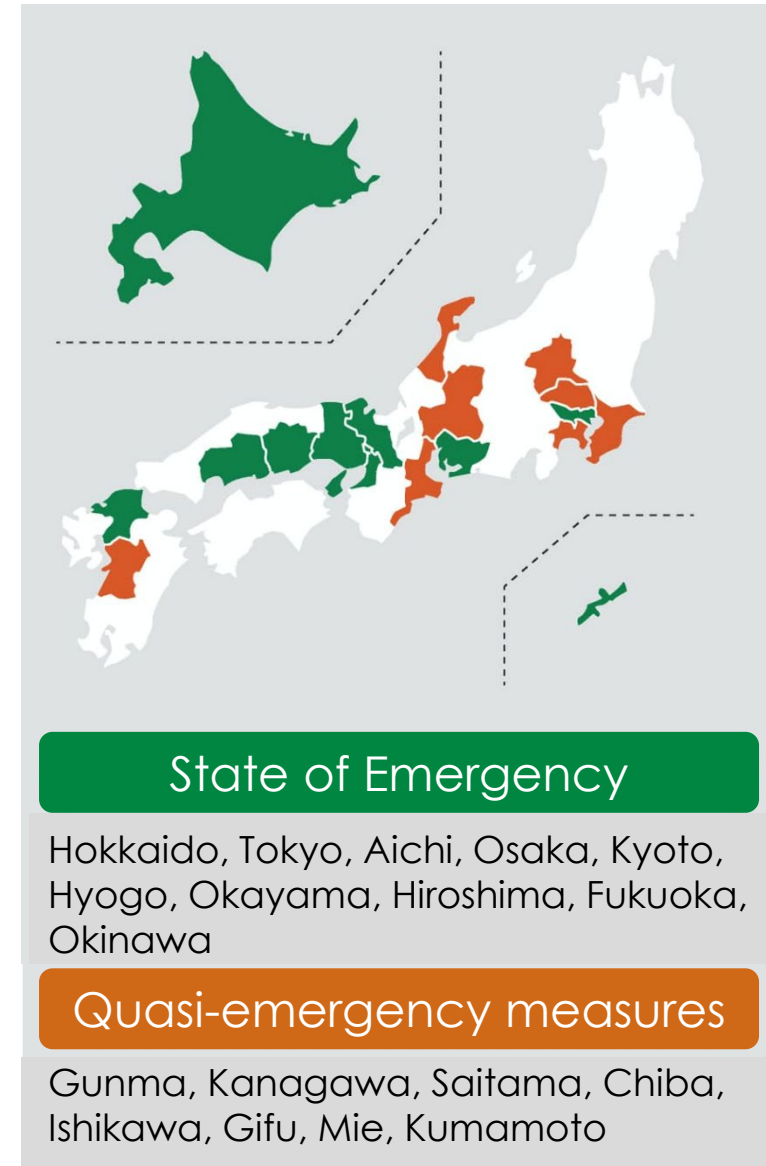 State of Emergency
Hokkaido, Tokyo, Aichi, Osaka, Kyoto,
Hyogo, Okayama, Hiroshima, Fukuoka,
Okinawa
Quasi-emergency measures
Gunma, Kanagawa, Saitama, Chiba,
Ishikawa, Gifu, Mie, Kumamoto